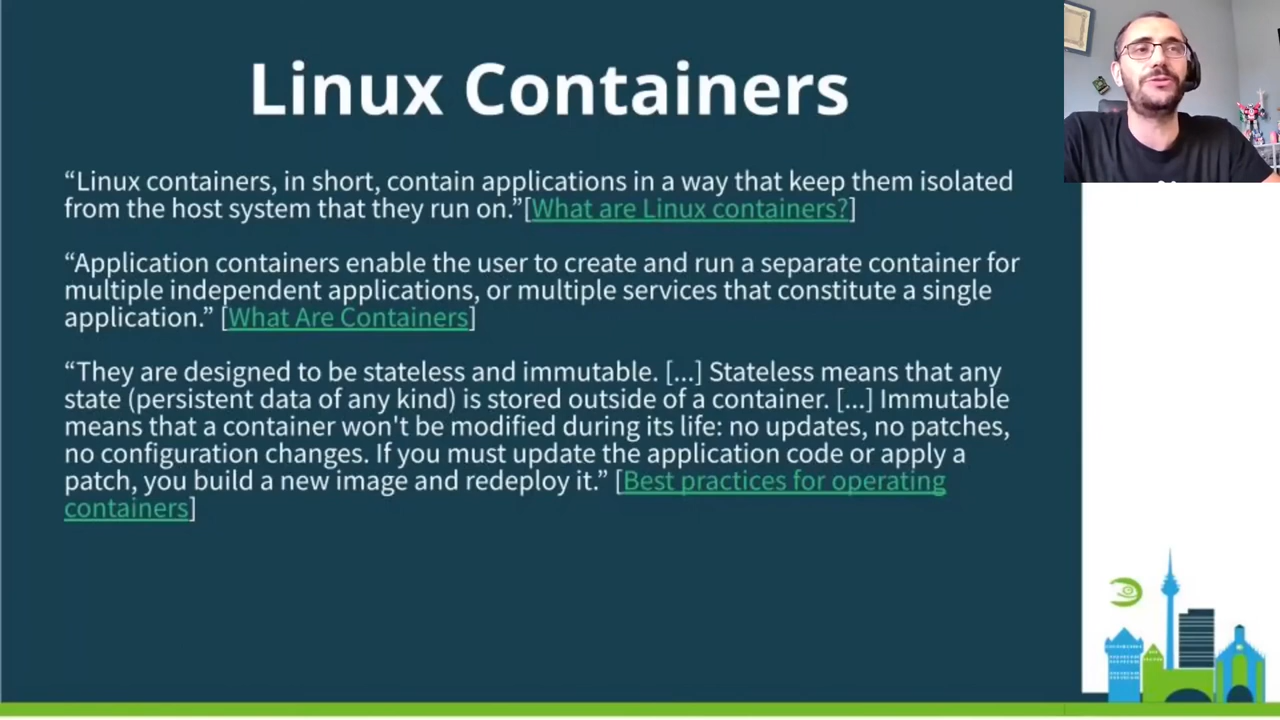 Linux Containers
“Linux containers, in short, contain applications in a way that keep them isolated
from the host system that they run on.”[What are Linux containers?]
“Application containers enable the user to create and run a separate container for
multiple independent applications, or multiple services that constitute a single
application.” [What Are Containers]
“They are designed to be stateless and immutable. [...] Stateless means that any
state (persistent data of any kind) is stored outside of a container. [...] Immutable
means that a container won't be modified during its life: no updates, no patches,
no configuration changes. If you must update the application code or apply a
patch, you build a new image and redeploy it.” [Best practices for operating
containers]